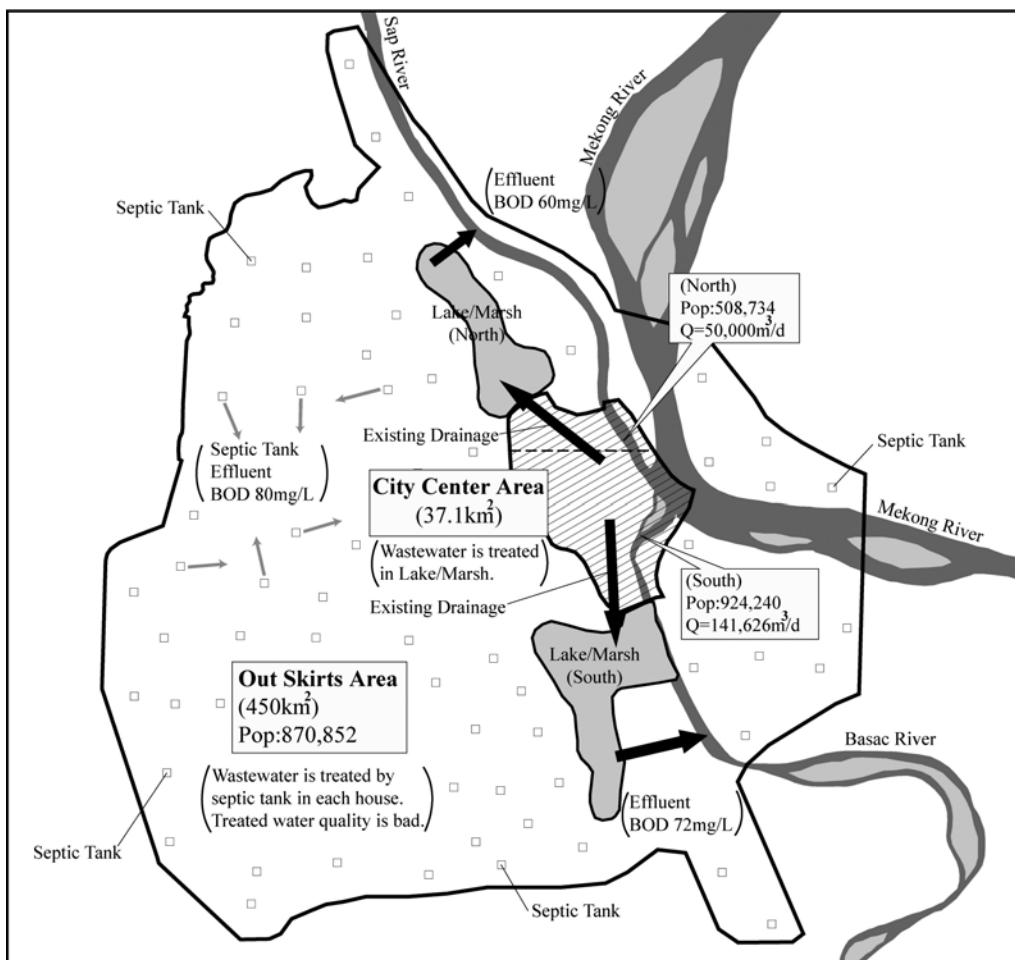 Sap River
Mekong River
(Effluent
BOD 60mg/L)
Septic Tank
(North)
Pop:508,734
Q=50,000m³/d
Lake/Marsh
(North)
Existing Drainage
Septic Tank
(Septic Tank
Effluent
BOD 80mg/L)
City Center Area
(37.1km²)
Mekong River
(Wastewater is treated
in Lake/Marsh.)
Existing Drainage
(South)
Pop:924,240
Q=141,626m³/d
Lake/Marsh
(South)
Out Skirts Area
(450km²)
Pop:870,852
Basac River
(Wastewater is treated by
septic tank in each house.
Treated water quality is bad.)
(Effluent
BOD 72mg/L)
Septic Tank
Septic Tank